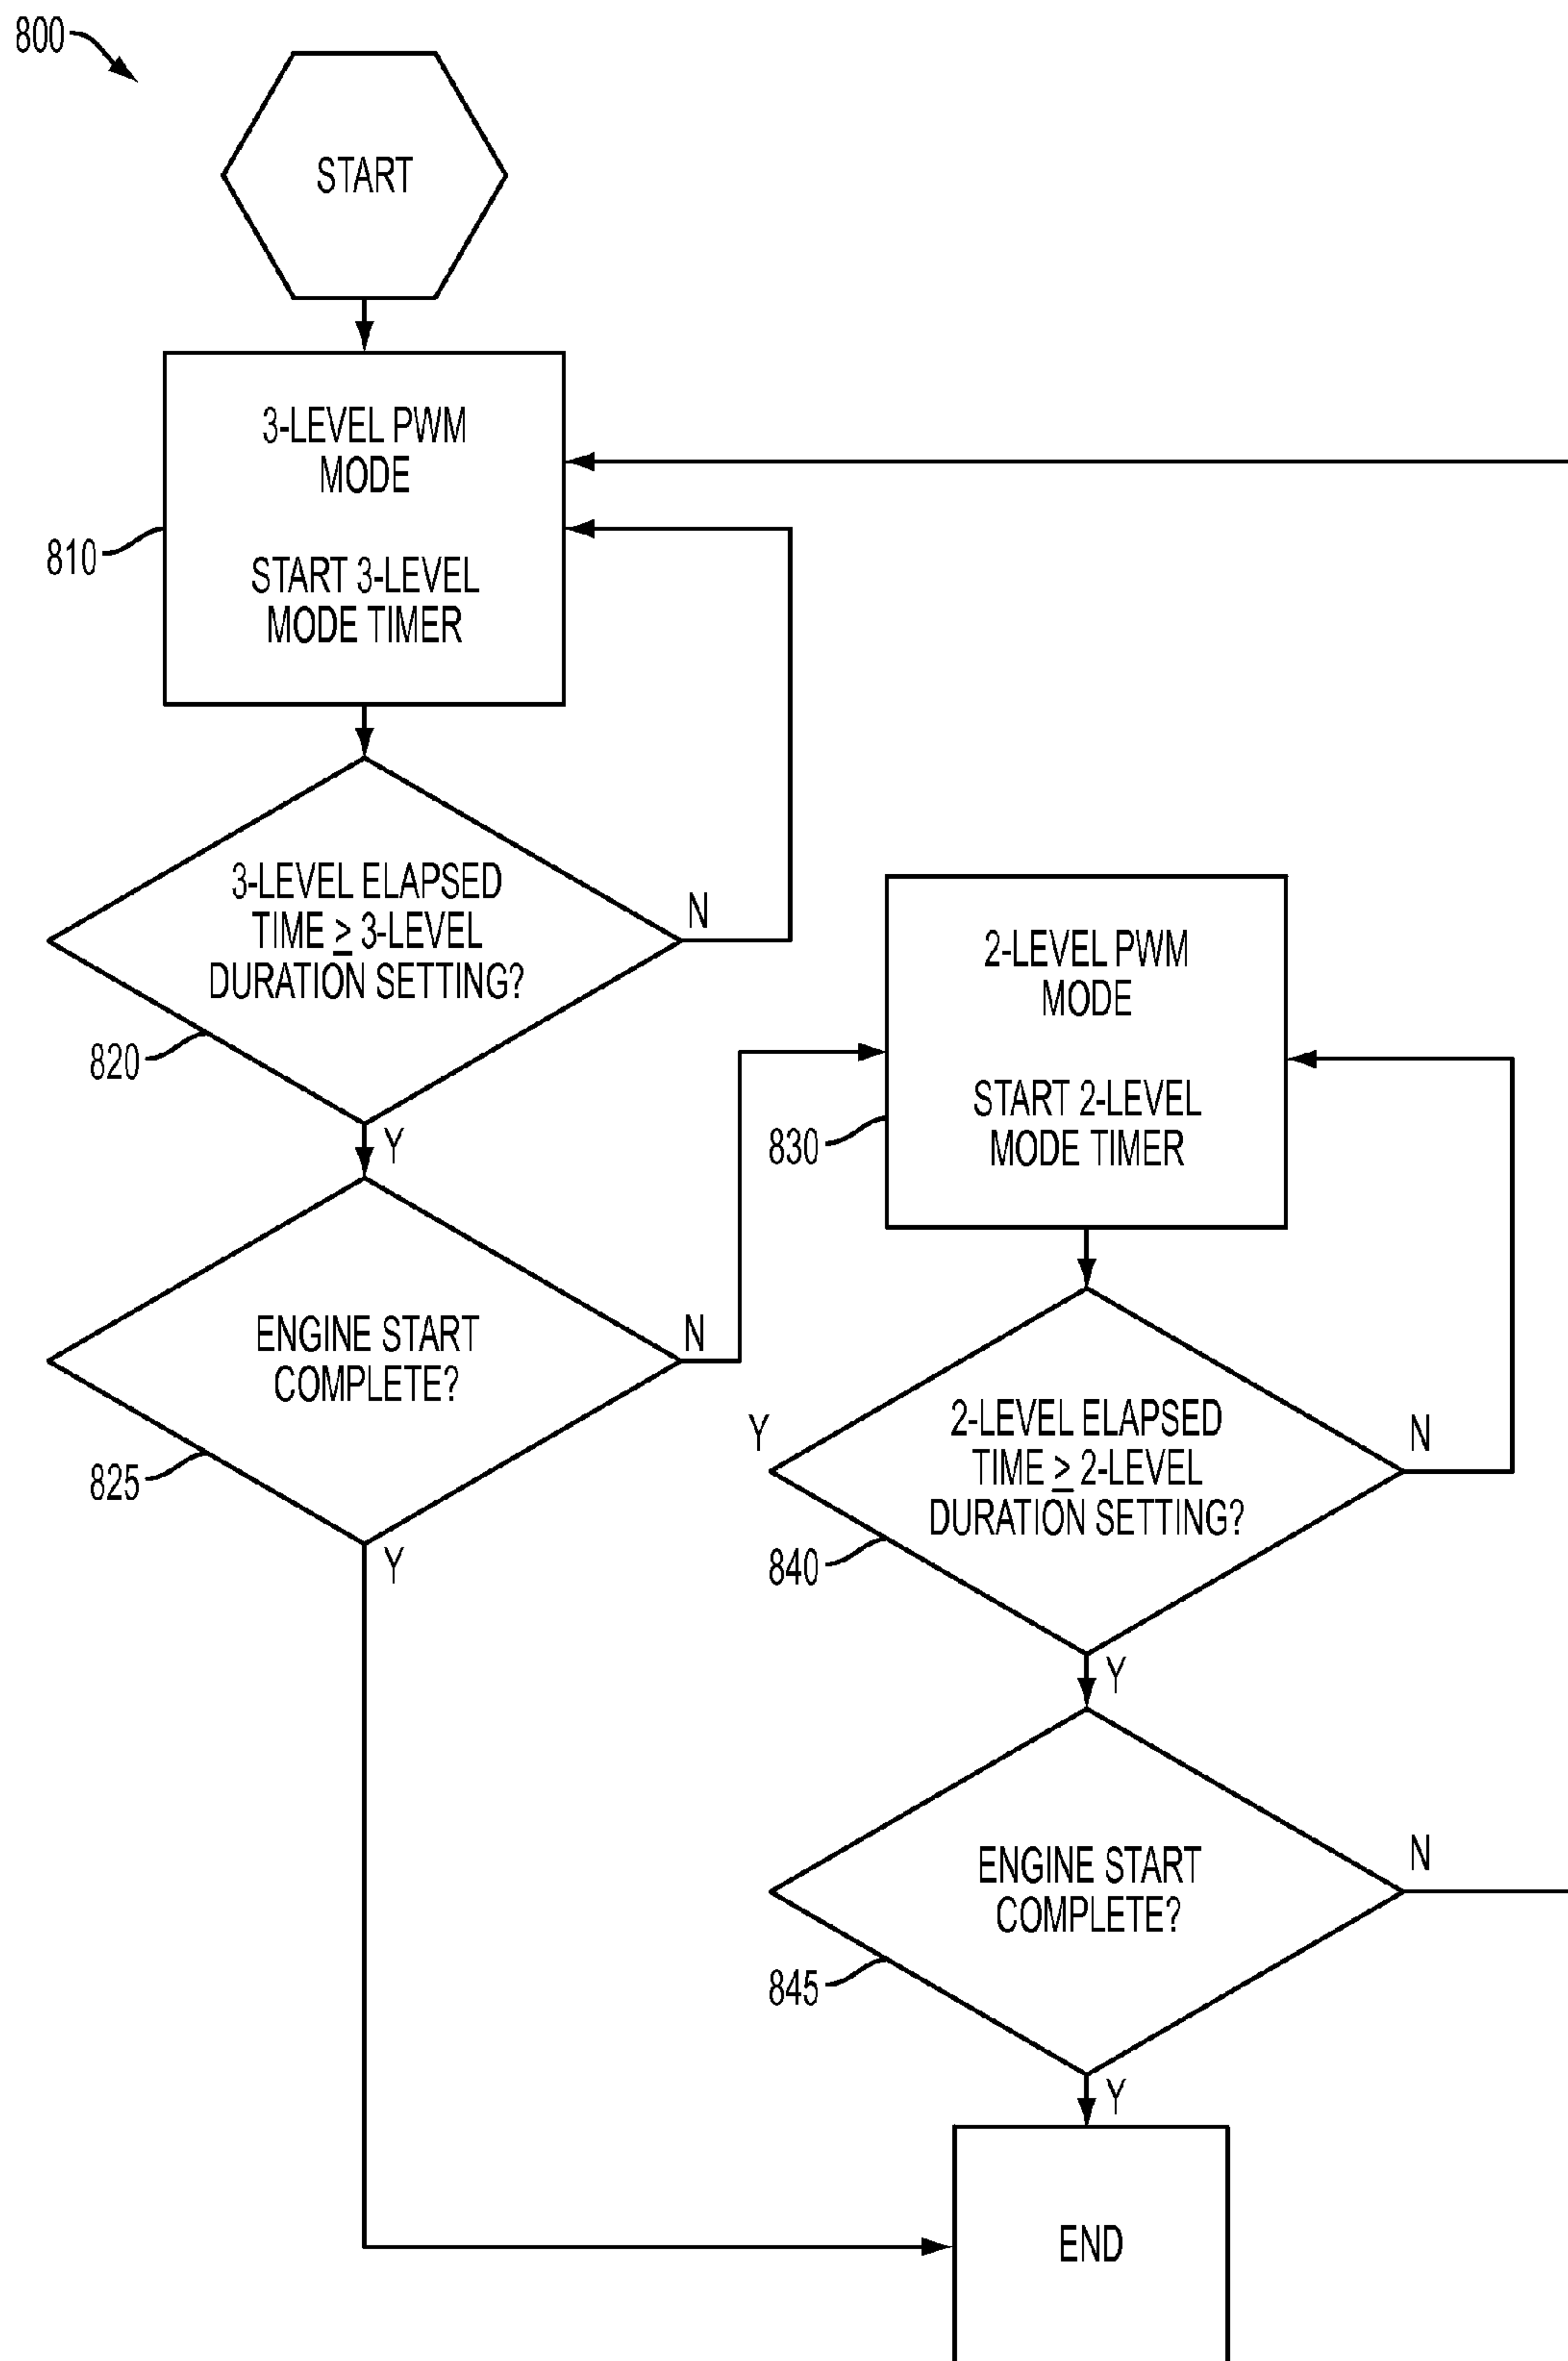 800
START
3-LEVEL PWM
MODE
START 3-LEVEL
MODE TIMER
810
3-LEVEL ELAPSED
TIME ≥ 3-LEVEL
DURATION SETTING?
N
820
Y
2-LEVEL PWM
MODE
START 2-LEVEL
MODE TIMER
830
ENGINE START
COMPLETE?
N
825
Y
Y
2-LEVEL ELAPSED
TIME ≥ 2-LEVEL
DURATION SETTING?
N
840
Y
ENGINE START
COMPLETE?
N
845
Y
END